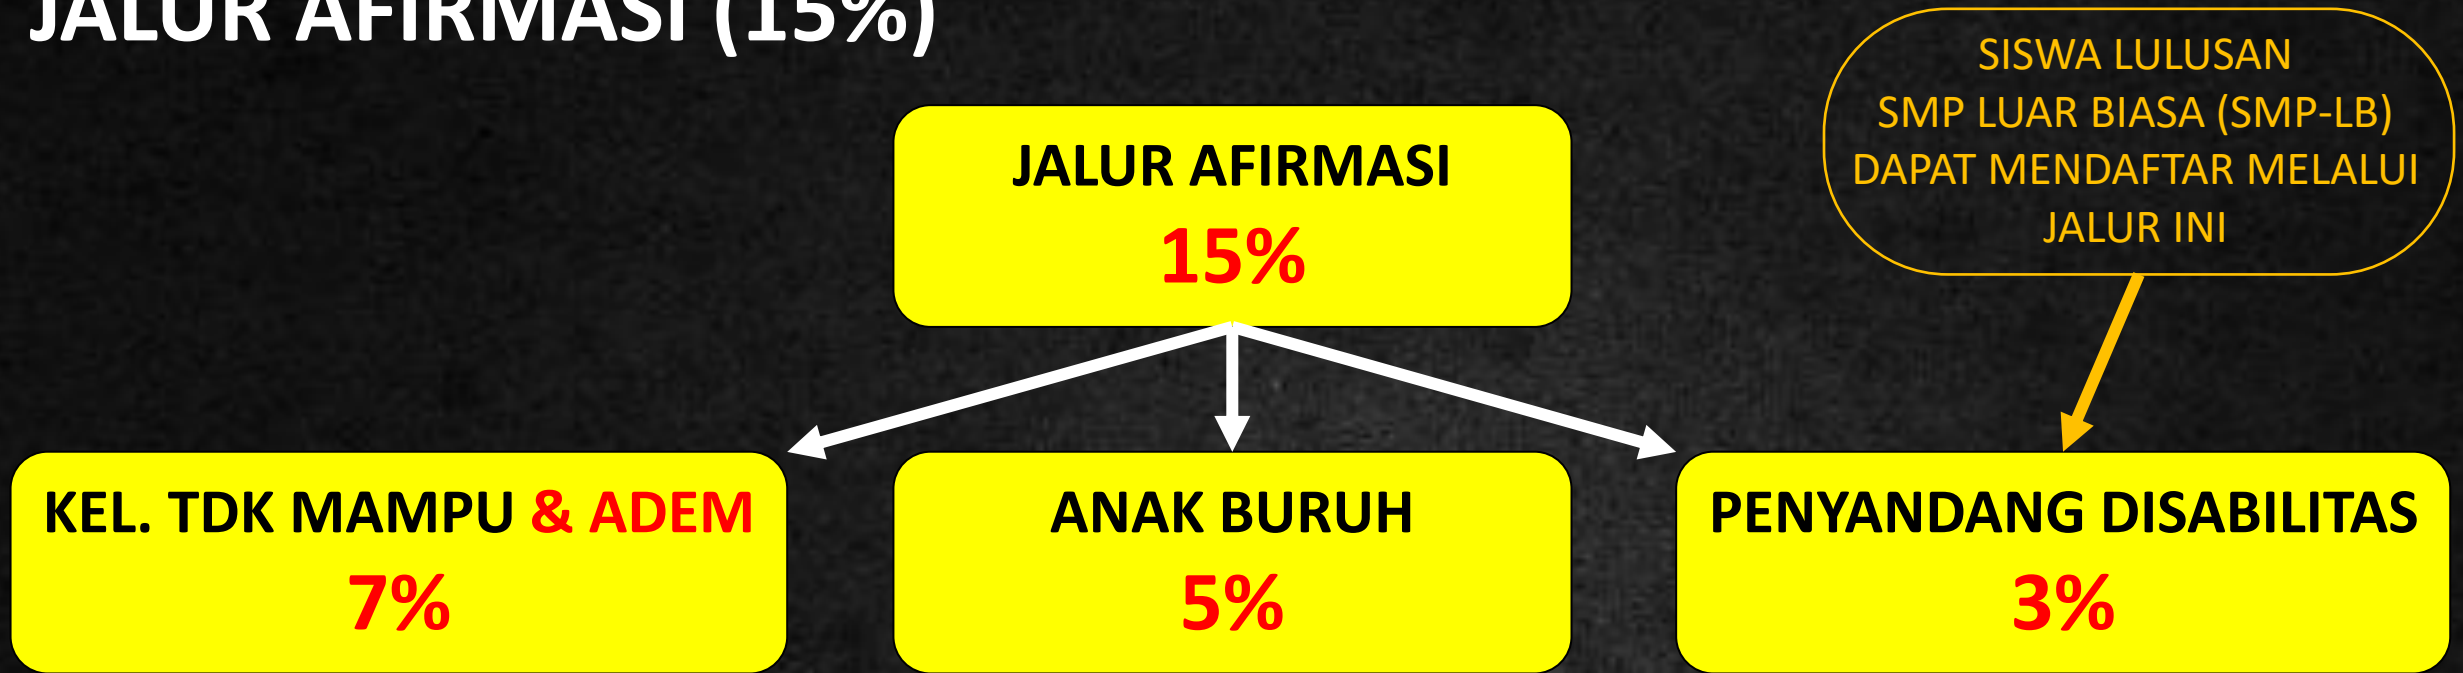 JALUR AFIRMASI (15%)
SISWA LULUSAN
SMP LUAR BIASA (SMP-LB)
DAPAT MENDAFTAR MELALUI
JALUR INI
JALUR AFIRMASI
15%
KEL. TDK MAMPU & ADEM
7%
ANAK BURUH
5%
PENYANDANG DISABILITAS
3%